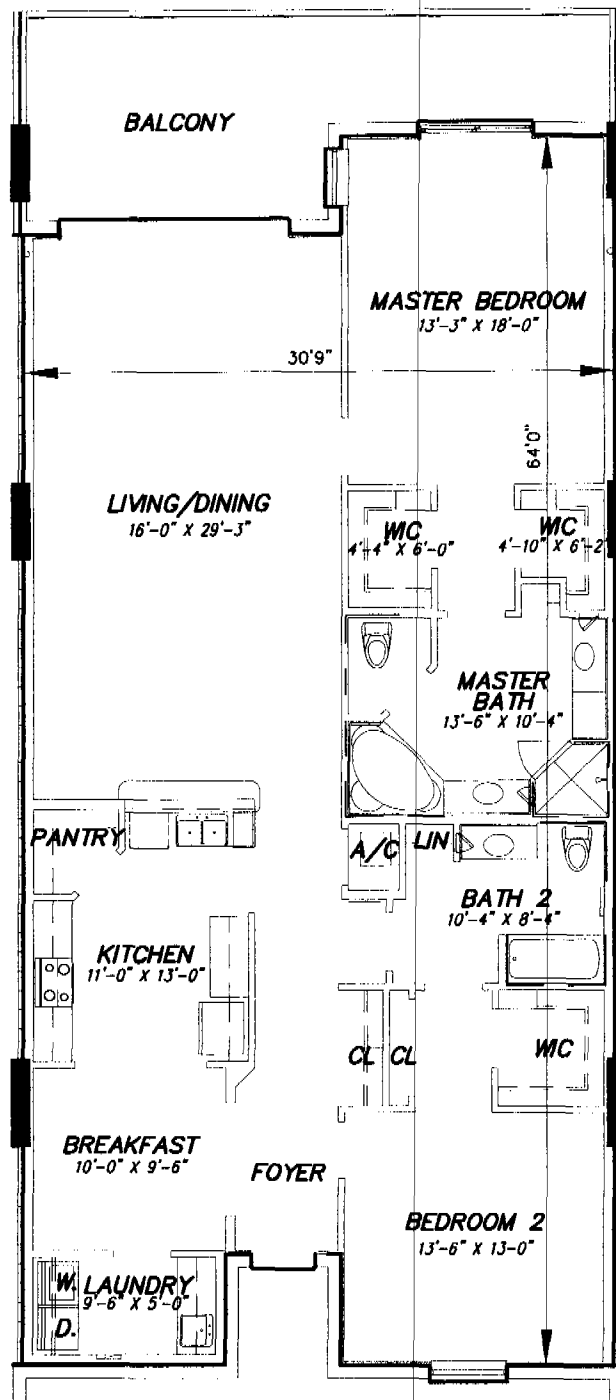 BALCONY
MASTER BEDROOM
13'-3" X 18'-0"
30'9"
64'0"
LIVING/DINING
16'-0" X 29'-3"
WIC
4'-4" X 6'-0"
WIC
4'-10" X 6'-2"
MASTER
BATH
13'-6" X 10'-4"
PANTRY
A/C
LIN
BATH 2
10'-4" X 8'-4"
KITCHEN
11'-0" X 13'-0"
CL
CL
WIC
BREAKFAST
10'-0" X 9'-6"
FOYER
BEDROOM 2
13'-6" X 13'-0"
W.
LAUNDRY
9'-6" X 5'-0"
D.